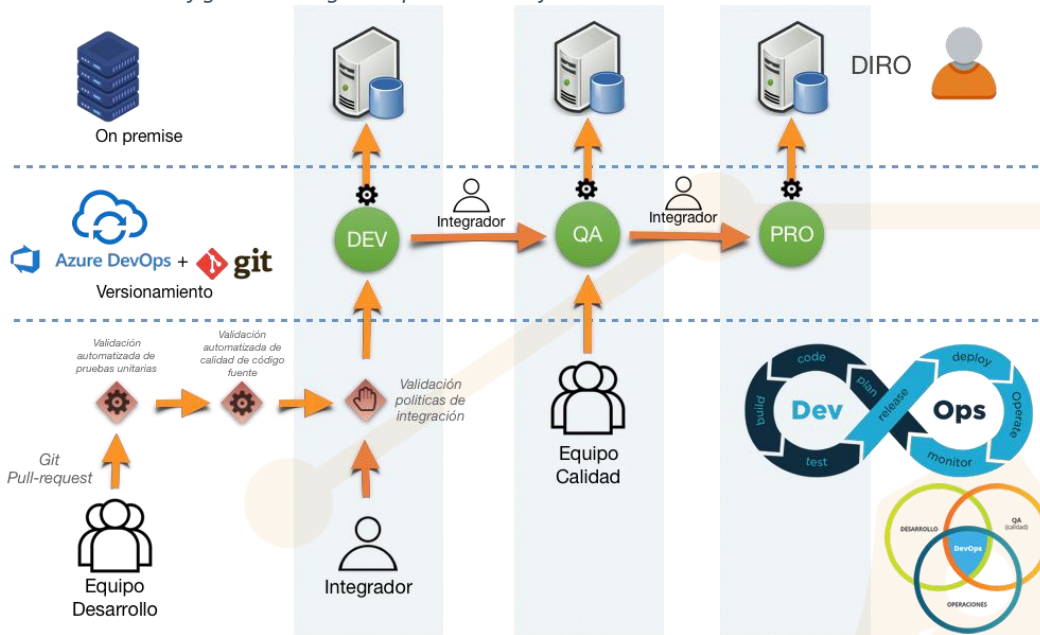 DIRO
On premise
DEV
Integrador
QA
Integrador
PRO
Azure DevOps + git
Versionamiento
Validación
automatizada de
pruebas unitarias
Validación
automatizada de
calidad de código
fuente
Validación
políticas de
integración
Git
Pull-request
Equipo
Desarrollo
Integrador
Equipo
Calidad
code
plan
build
test
Dev
release
deploy
Operate
monitor
Ops
DESARROLLO
QA
(calidad)
DevOps
OPERACIONES